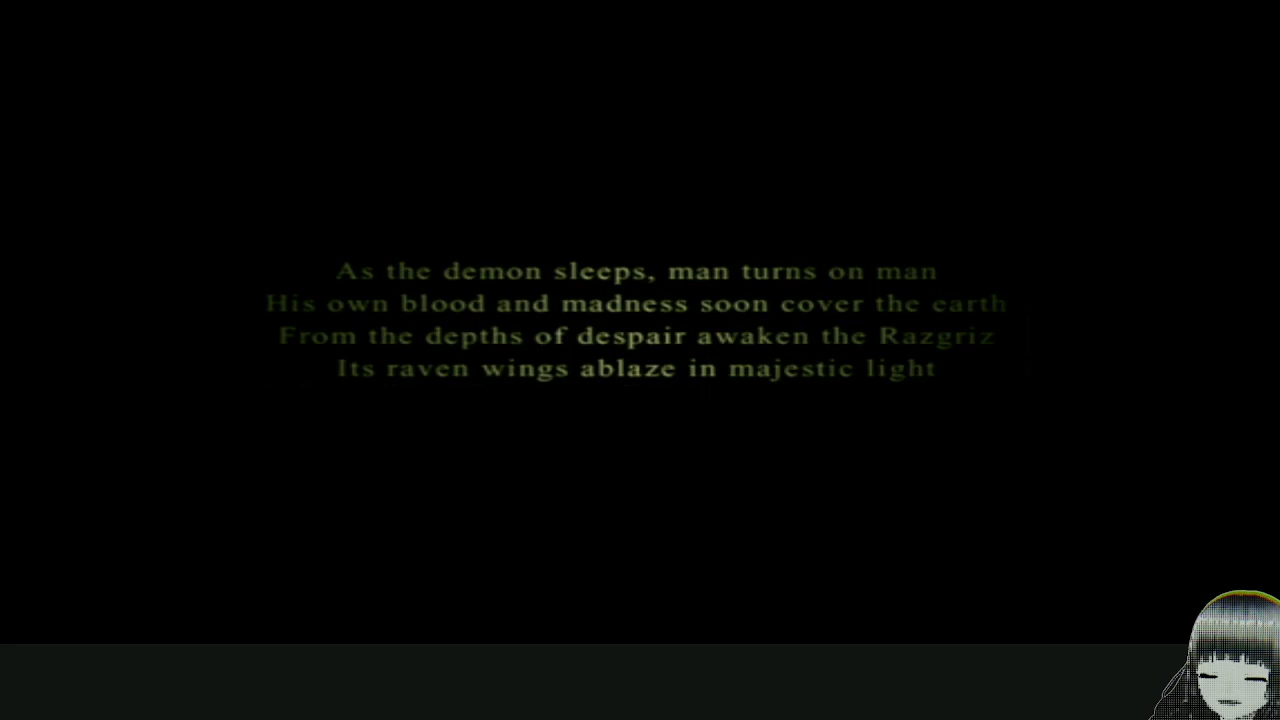 As the demon sleeps, man turns on man
His own blood and madness soon cover the earth
From the depths of despair awaken the Razgriz
Its raven wings ablaze in majestic light